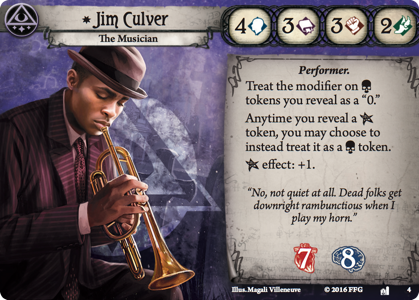 Jim Culver
The Musician
4 3 3 2
Performer.
Treat the modifier on
tokens you reveal as a “0.”
Anytime you reveal a
token, you may choose to
instead treat it as a token.
effect: +1.
“No, not quiet at all. Dead folks get
downright rambunctious when I
play my horn.”
7 8
Illus. Magali Villeneuve © 2016 FFG 4